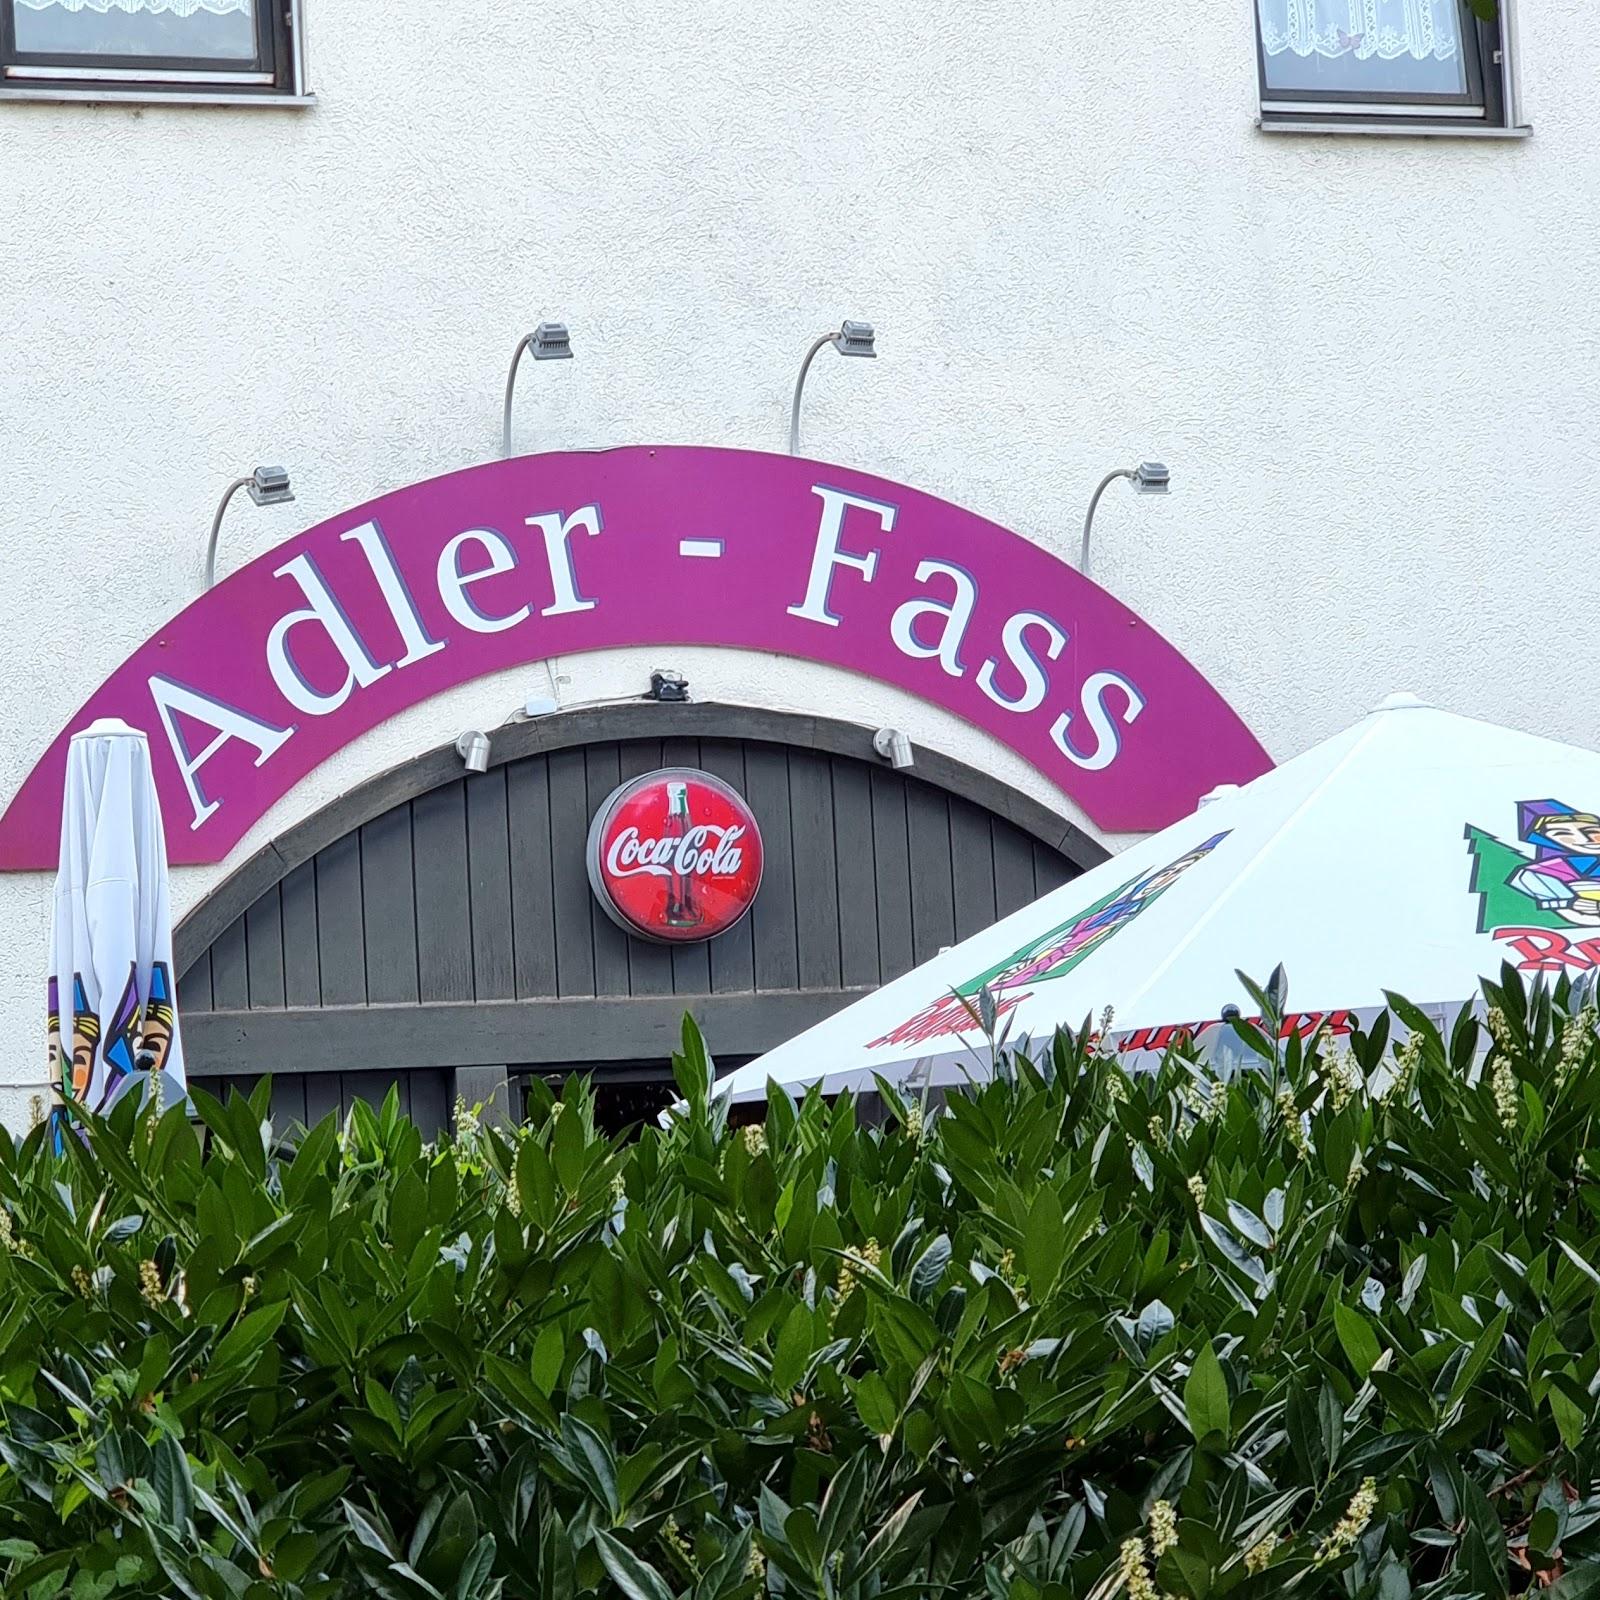 Adler - Fass
Coca-Cola